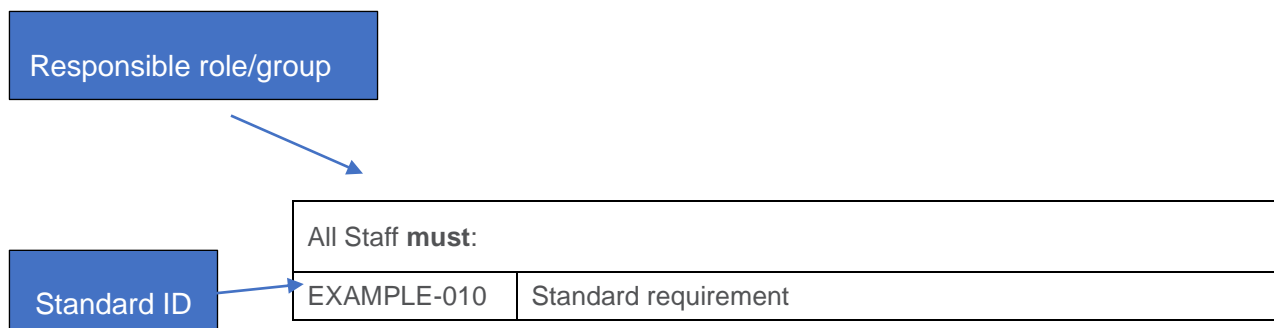 Responsible role/group
All Staff must:
Standard ID
EXAMPLE-010
Standard requirement